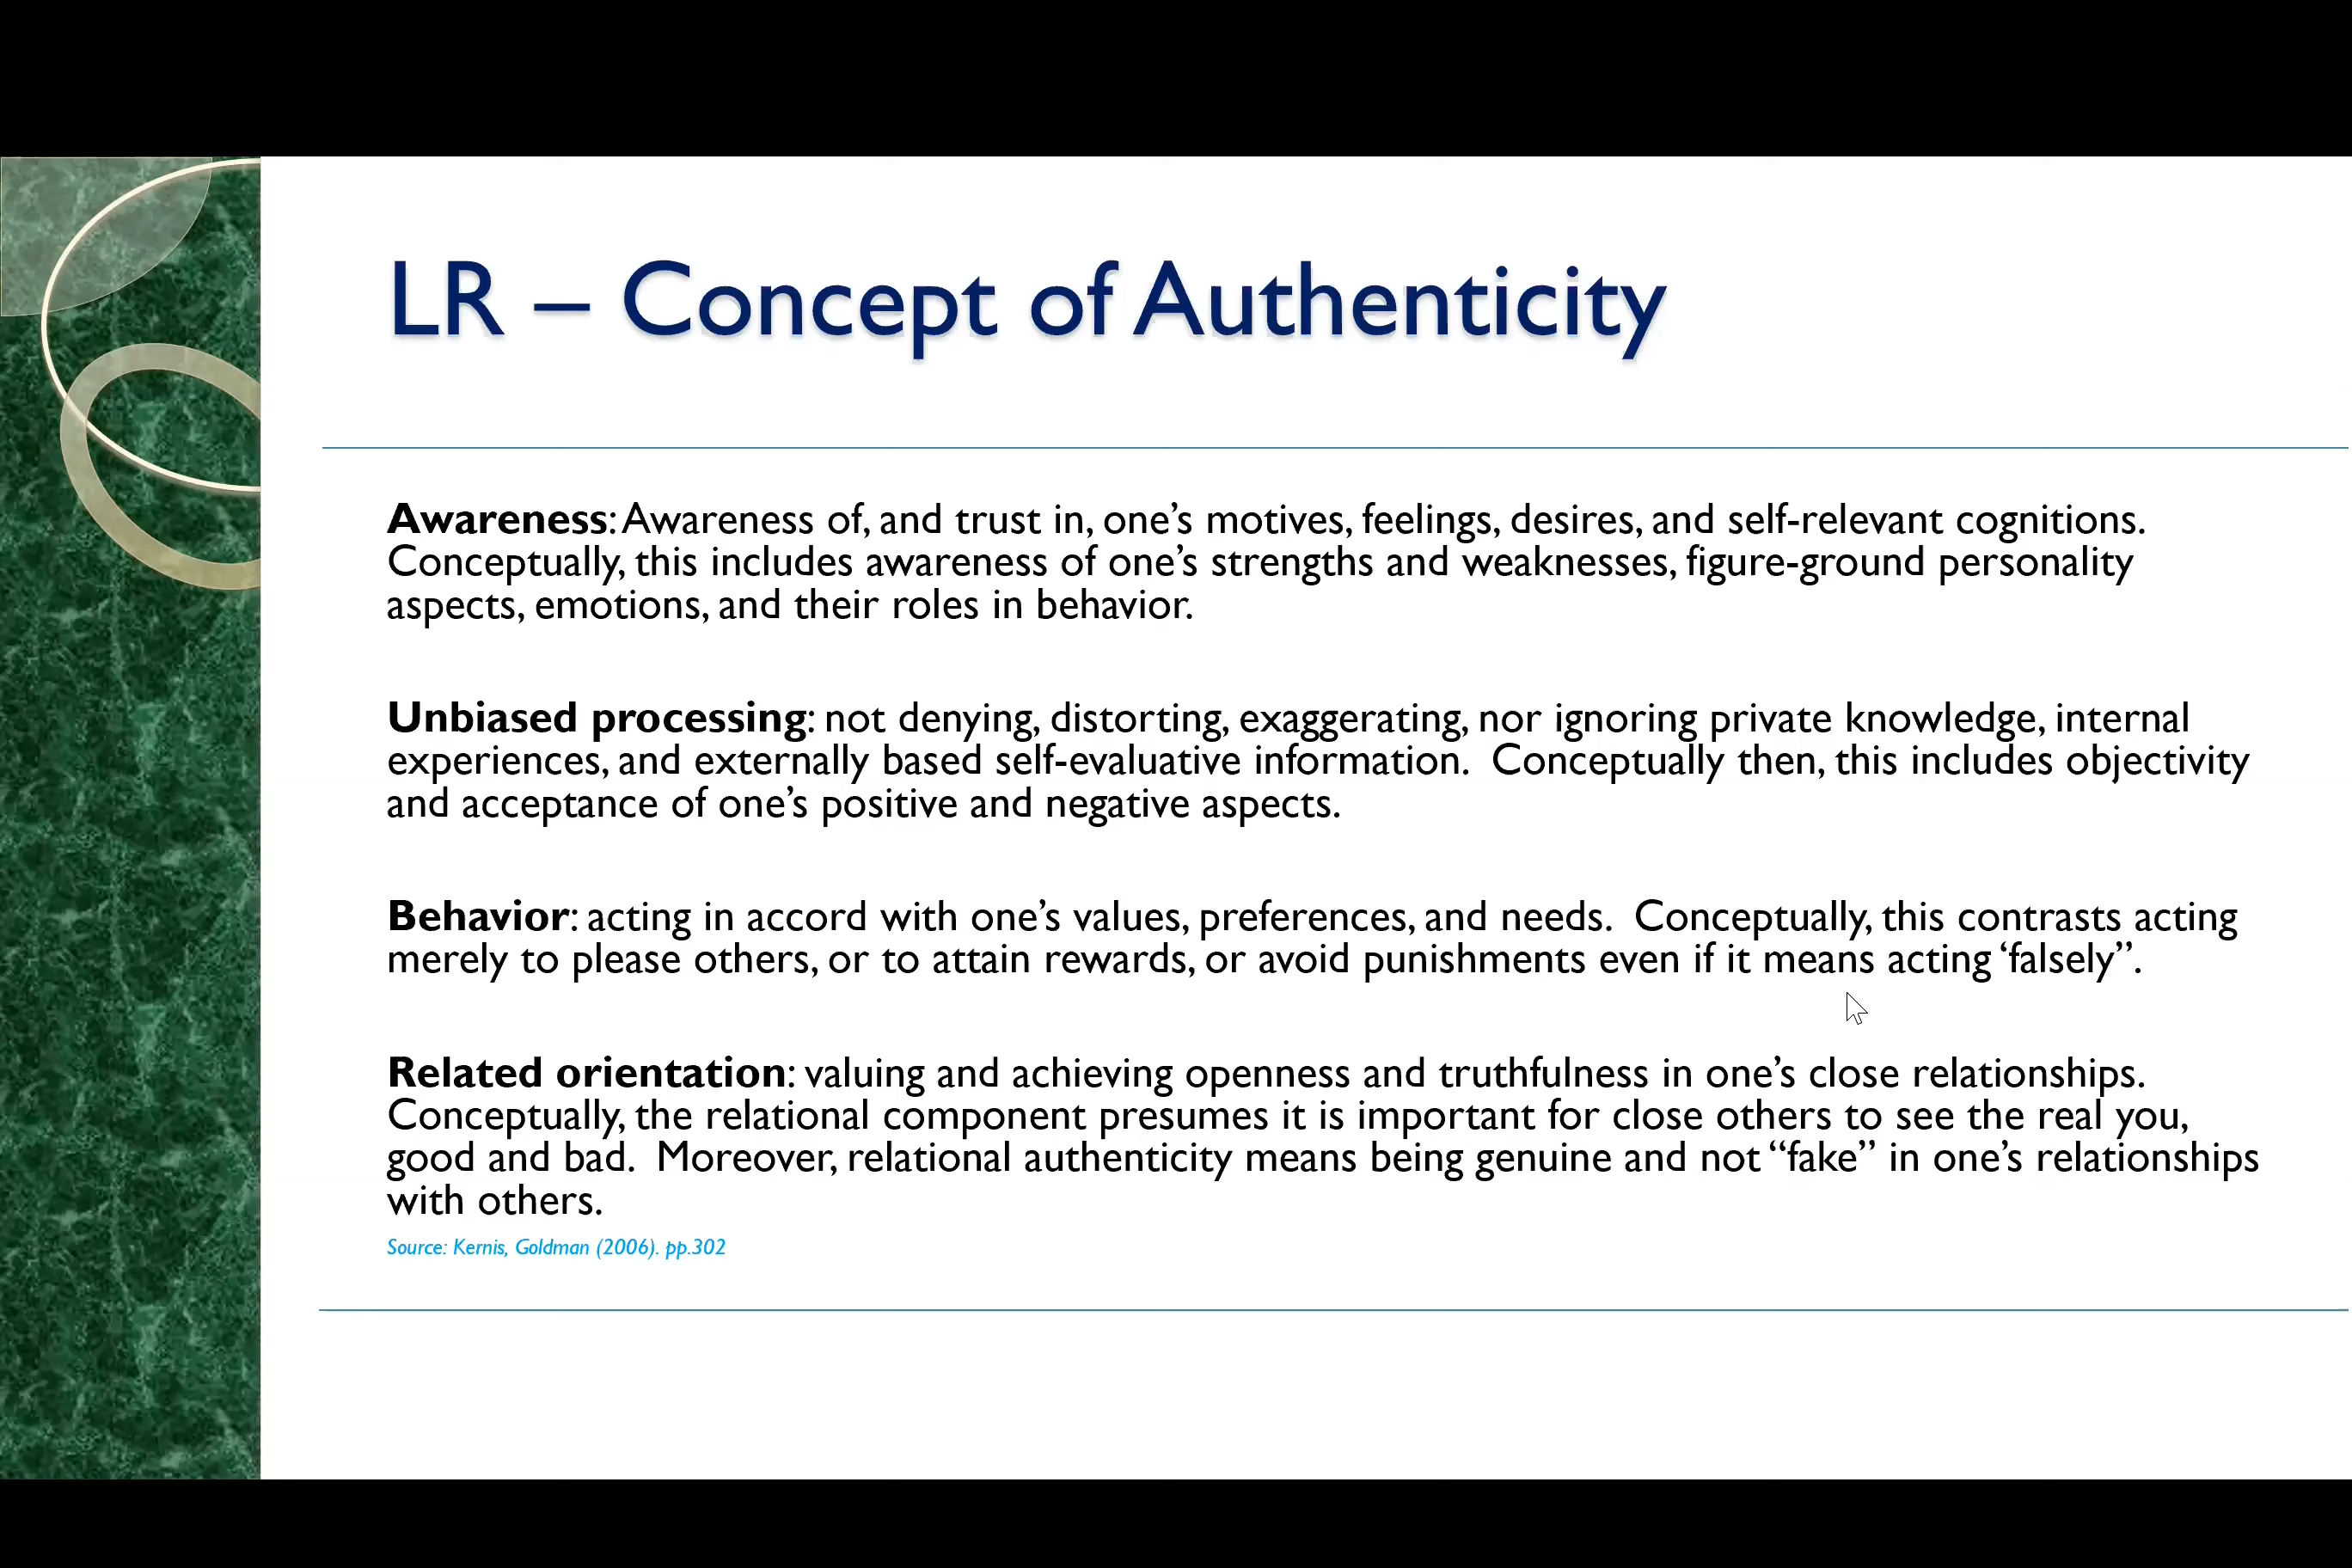 LR – Concept of Authenticity
Awareness: Awareness of, and trust in, one’s motives, feelings, desires, and self-relevant cognitions.
Conceptually, this includes awareness of one’s strengths and weaknesses, figure-ground personality
aspects, emotions, and their roles in behavior.
Unbiased processing: not denying, distorting, exaggerating, nor ignoring private knowledge, internal
experiences, and externally based self-evaluative information.  Conceptually then, this includes objectivity
and acceptance of one’s positive and negative aspects.
Behavior: acting in accord with one’s values, preferences, and needs.  Conceptually, this contrasts acting
merely to please others, or to attain rewards, or avoid punishments even if it means acting ‘falsely”.
Related orientation: valuing and achieving openness and truthfulness in one’s close relationships.
Conceptually, the relational component presumes it is important for close others to see the real you,
good and bad.  Moreover, relational authenticity means being genuine and not “fake” in one’s relationships
with others.
Source: Kernis, Goldman (2006). pp.302